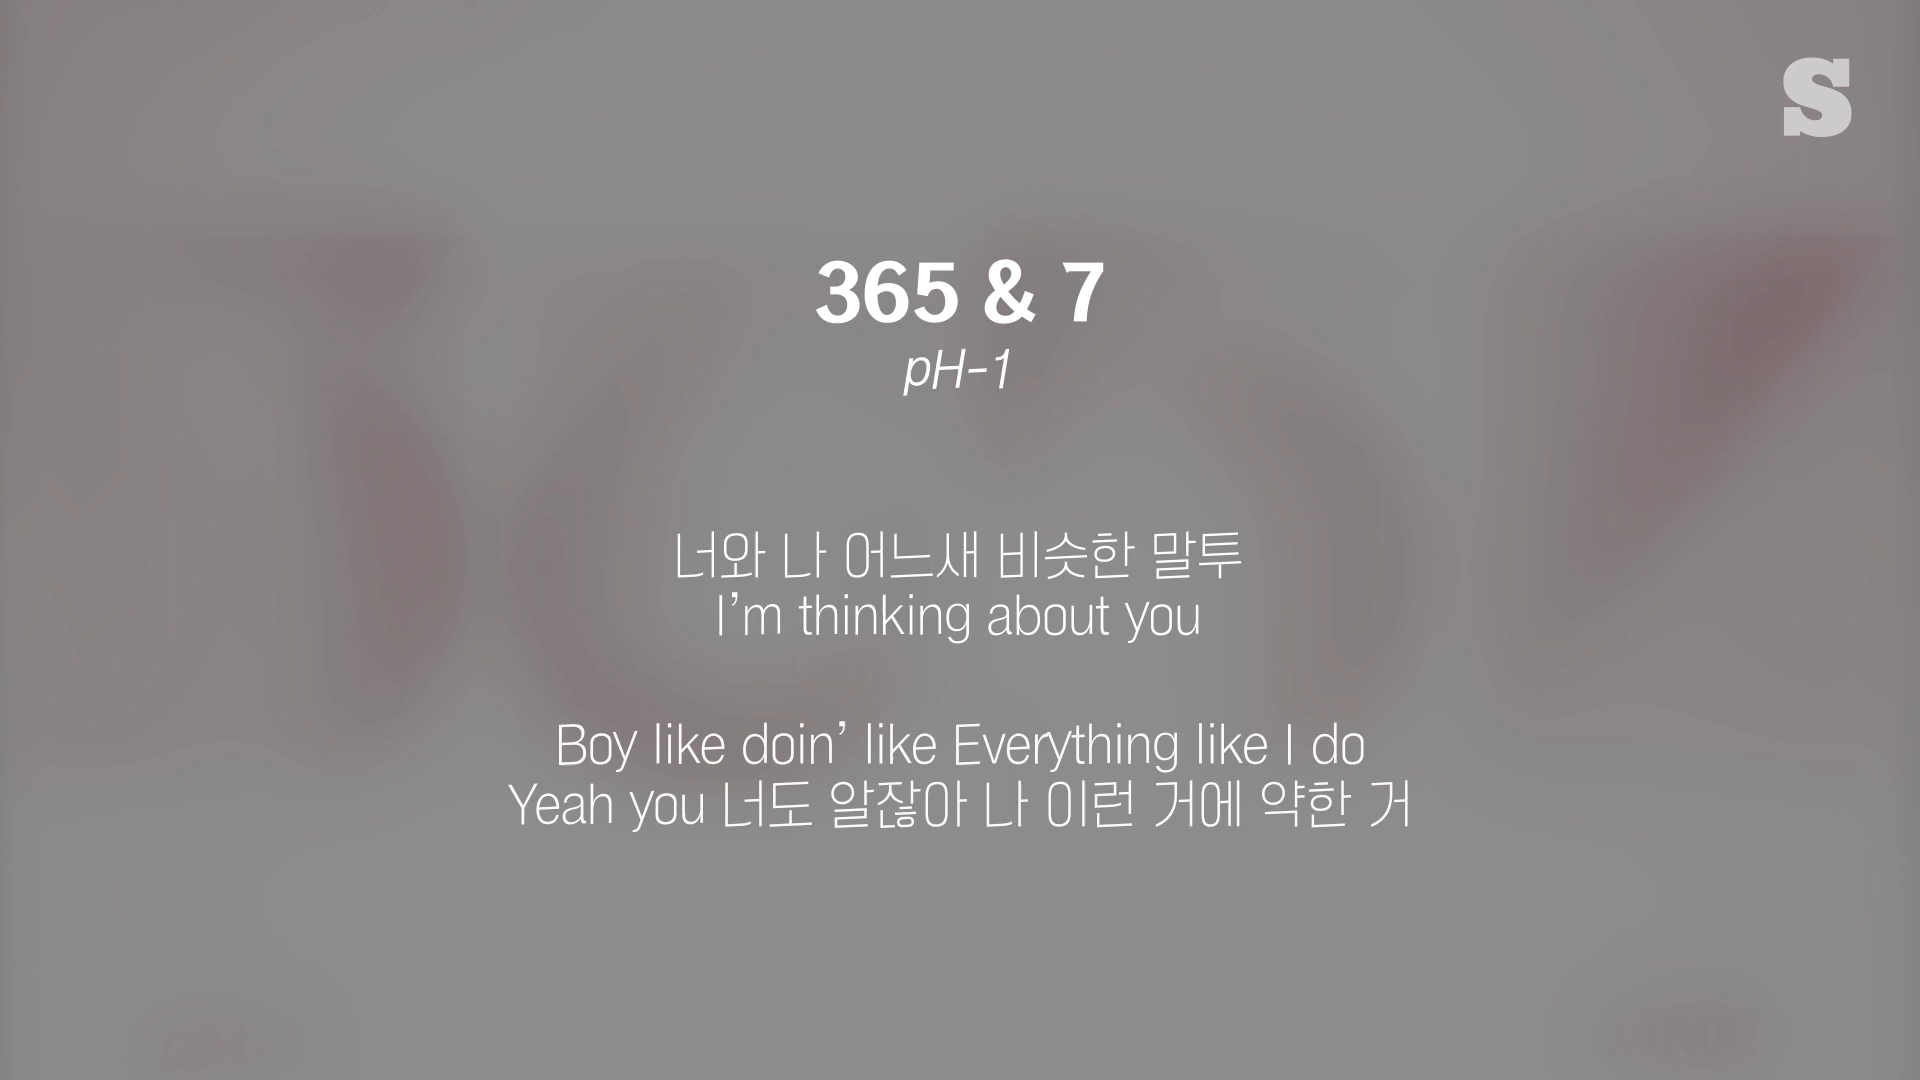 S
365 & 7
pH-1
너와 나 어느새 비슷한 말투
I’m thinking about you
Boy like doin’ like Everything like I do
Yeah you 너도 알잖아 나 이런 거에 약한 거